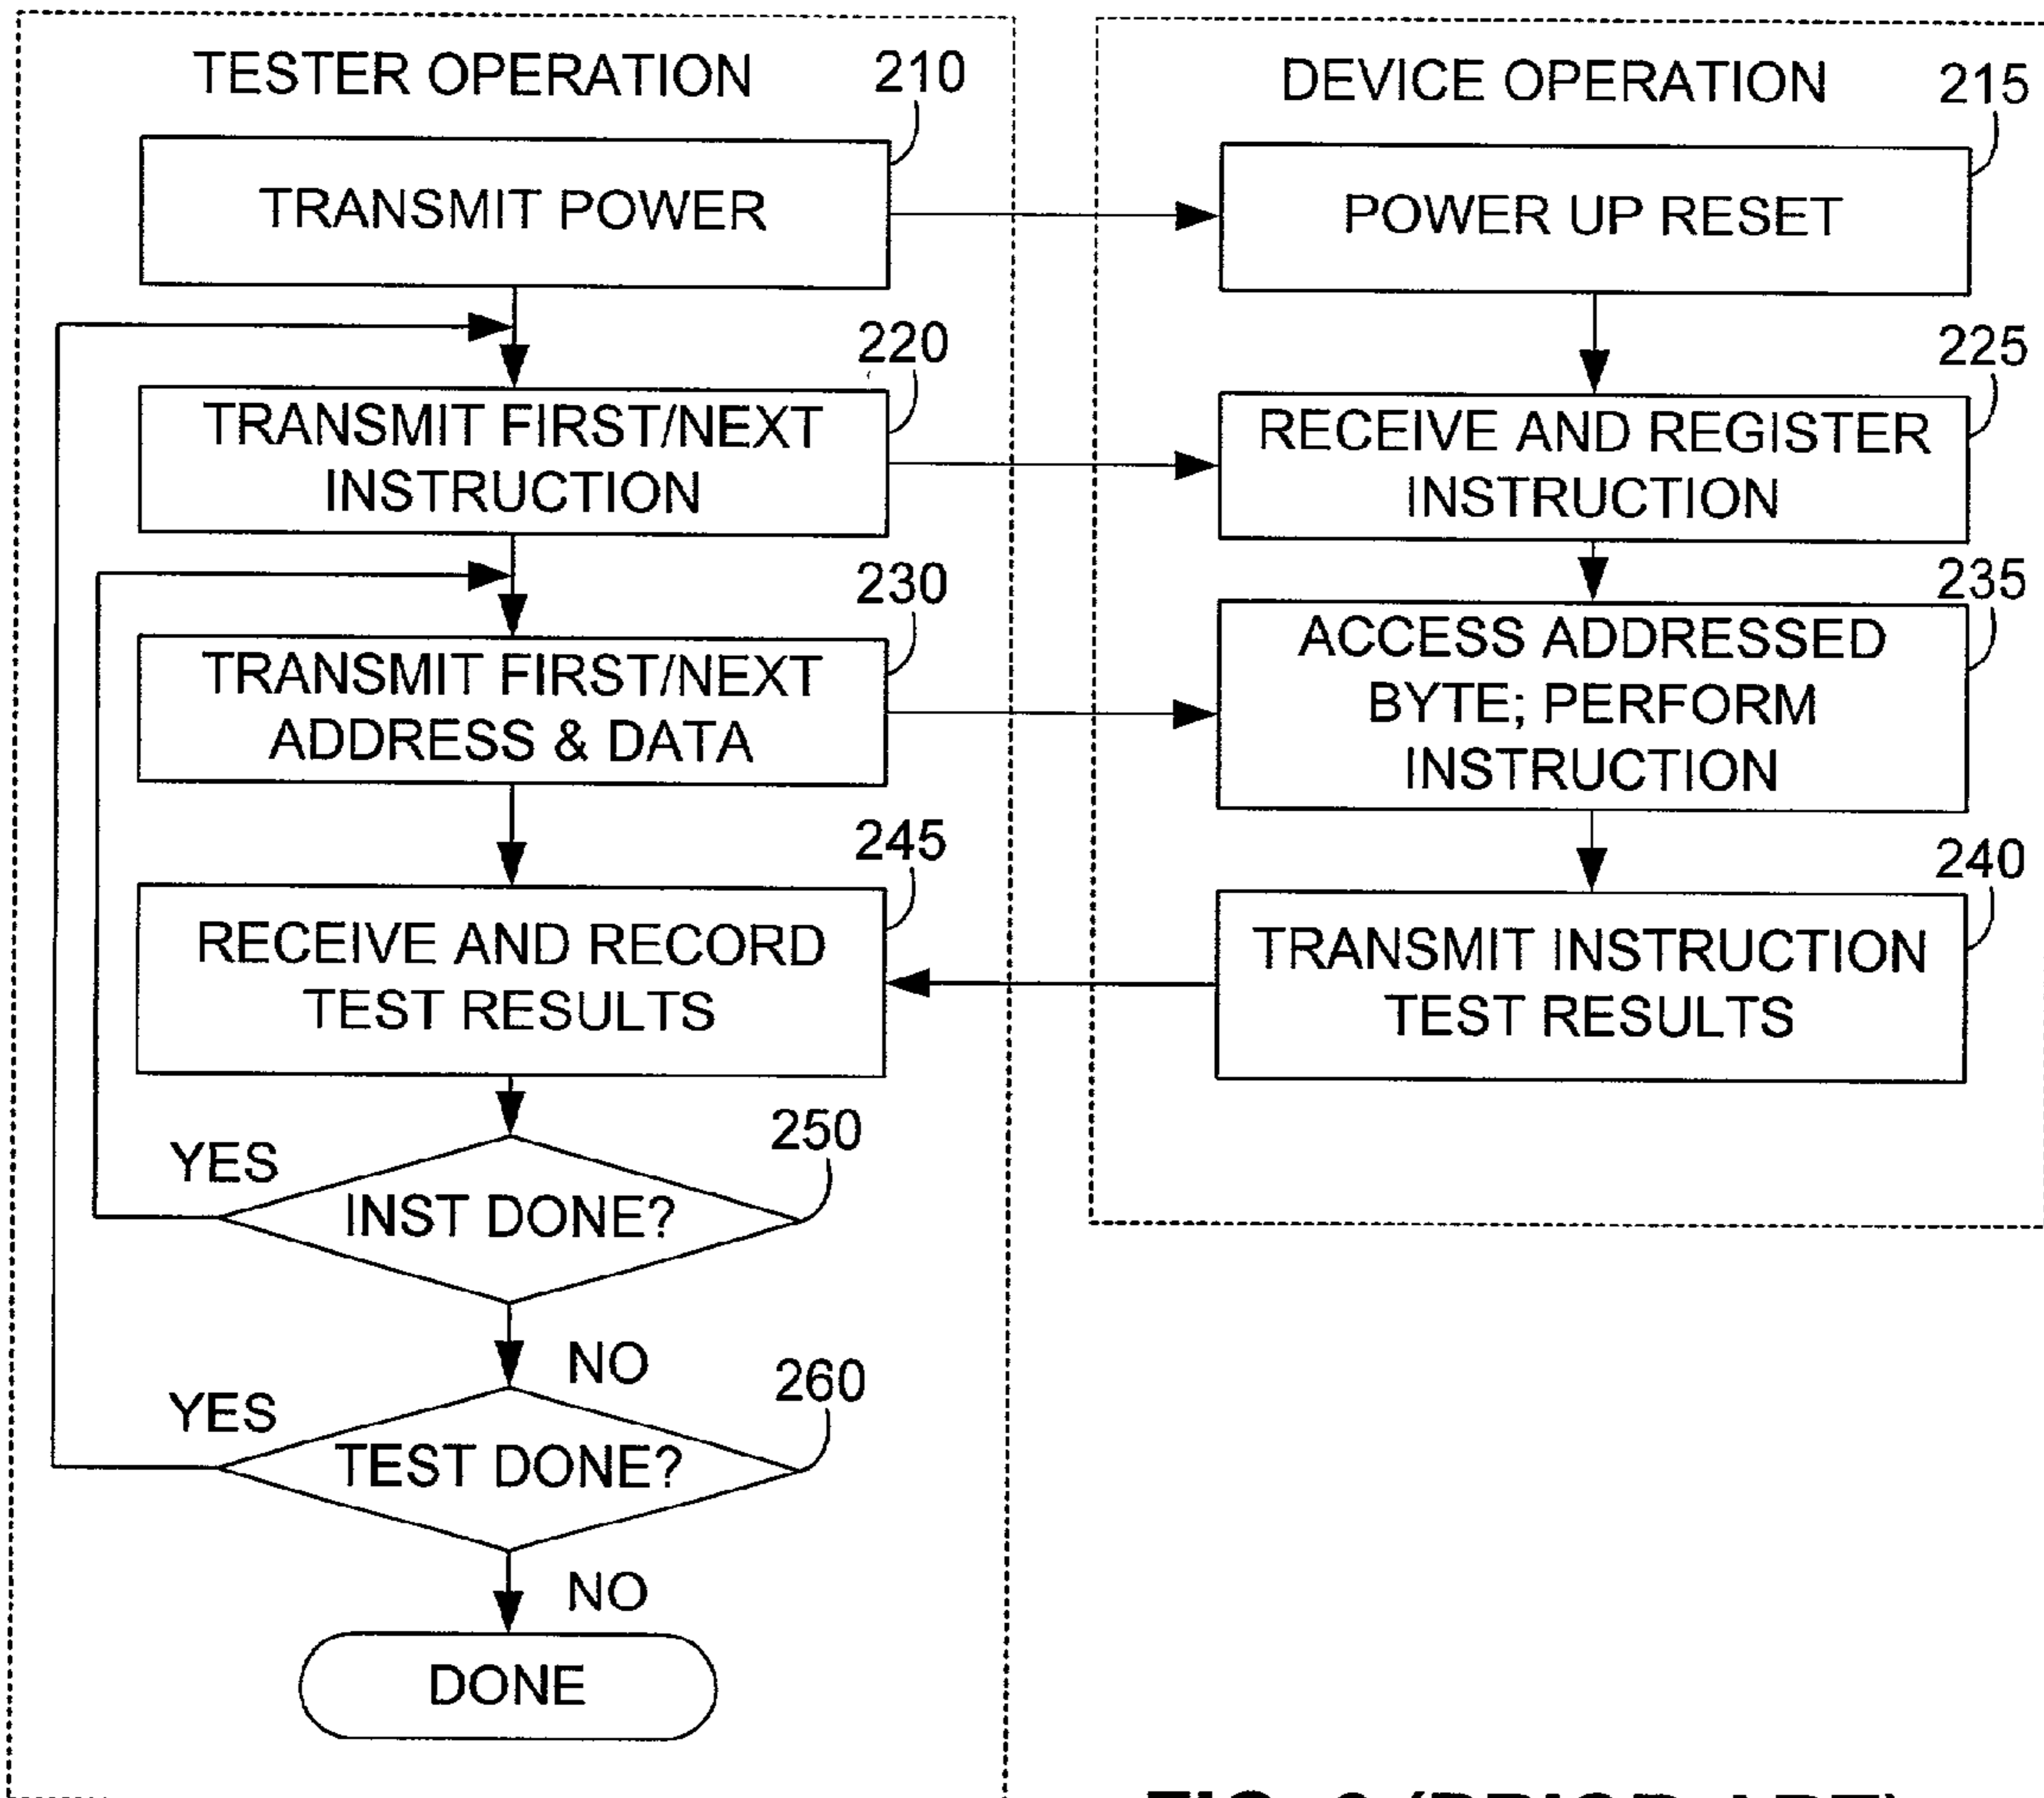 TESTER OPERATION
210
TRANSMIT POWER
220
TRANSMIT FIRST/NEXT
INSTRUCTION
230
TRANSMIT FIRST/NEXT
ADDRESS & DATA
245
RECEIVE AND RECORD
TEST RESULTS
250
YES
INST DONE?
NO
260
YES
TEST DONE?
NO
DONE
DEVICE OPERATION
215
POWER UP RESET
225
RECEIVE AND REGISTER
INSTRUCTION
235
ACCESS ADDRESSED
BYTE; PERFORM
INSTRUCTION
240
TRANSMIT INSTRUCTION
TEST RESULTS
(PRIOR ART)